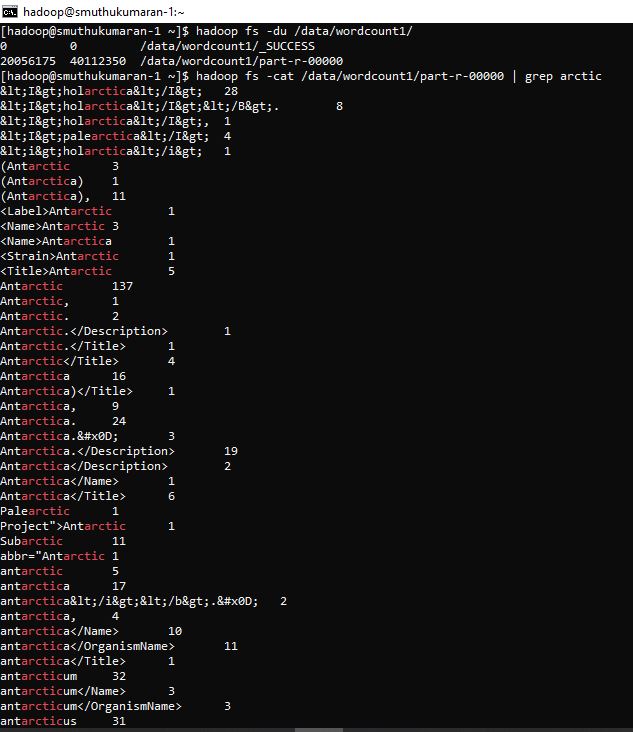 hadoop@smuthukumaran-1:~
[hadoop@smuthukumaran-1 ~]$ hadoop fs -du /data/wordcount1/
0         0         /data/wordcount1/_SUCCESS
20056175  40112350  /data/wordcount1/part-r-00000
[hadoop@smuthukumaran-1 ~]$ hadoop fs -cat /data/wordcount1/part-r-00000 | grep arctic
&lt;I&gt;holarctica&lt;/I&gt;   28
&lt;I&gt;holarctica&lt;/I&gt;&lt;/B&gt;.        8
&lt;I&gt;holarctica&lt;/I&gt;,  1
&lt;I&gt;palearctica&lt;/I&gt;  4
&lt;i&gt;holarctica&lt;/i&gt;   1
(Antarctic      3
(Antarctica)    1
(Antarctica),   11
<Label>Antarctic        1
<Name>Antarctic 3
<Name>Antarctica        1
<Strain>Antarctic       1
<Title>Antarctic        5
Antarctic       137
Antarctic,      1
Antarctic.      2
Antarctic.</Description>        1
Antarctic.</Title>      1
Antarctic</Title>       4
Antarctica      16
Antarctica)</Title>     1
Antarctica,     9
Antarctica.     24
Antarctica.&#x0D;       3
Antarctica.</Description>       19
Antarctica</Description>        2
Antarctica</Name>       1
Antarctica</Title>      6
Palearctic      1
Project">Antarctic      1
Subarctic       11
abbr="Antarctic 1
antarctic       5
antarctica      17
antarctica&lt;/i&gt;&lt;/b&gt;.&#x0D;   2
antarctica,     4
antarctica</Name>       10
antarctica</OrganismName>       11
antarctica</Title>      1
antarcticum     32
antarcticum</Name>      3
antarcticum</OrganismName>      3
antarcticus     31